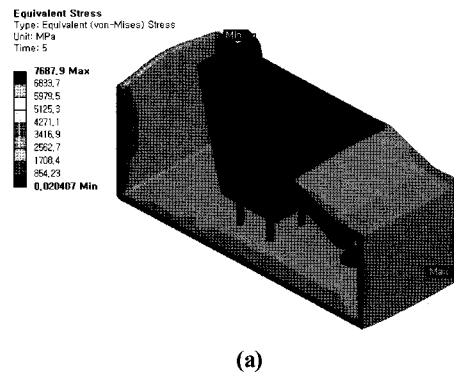 Equivalent Stress
Type: Equivalent (von-Mises) Stress
Unit: MPa
Time: 5
7687,9 Max
6833,7
5979,5
5125,3
4271,1
3416,9
2562,7
1708,4
854,23
0,020407 Min
Min
Max
(a)